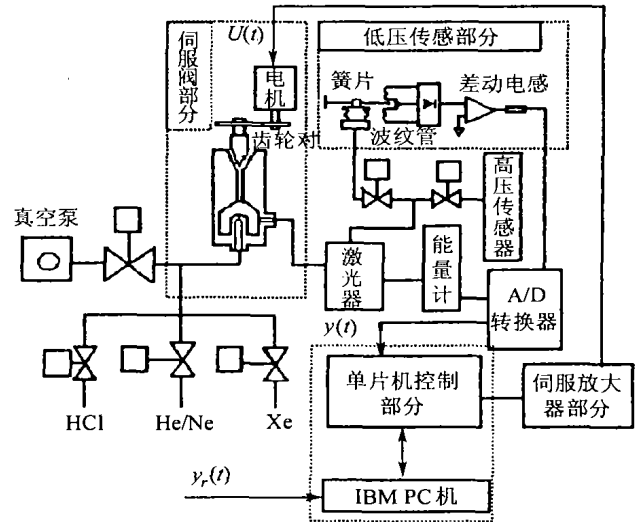 伺服阀部分
U(t)
电机
齿轮对
低压传感部分
簧片
差动电感
波纹管
高压传感器
真空泵
激光器
能量计
A/D
转换器
y(t)
单片机控制
部分
伺服放大
器部分
HCl
He/Ne
Xe
y_r(t)
IBM PC 机